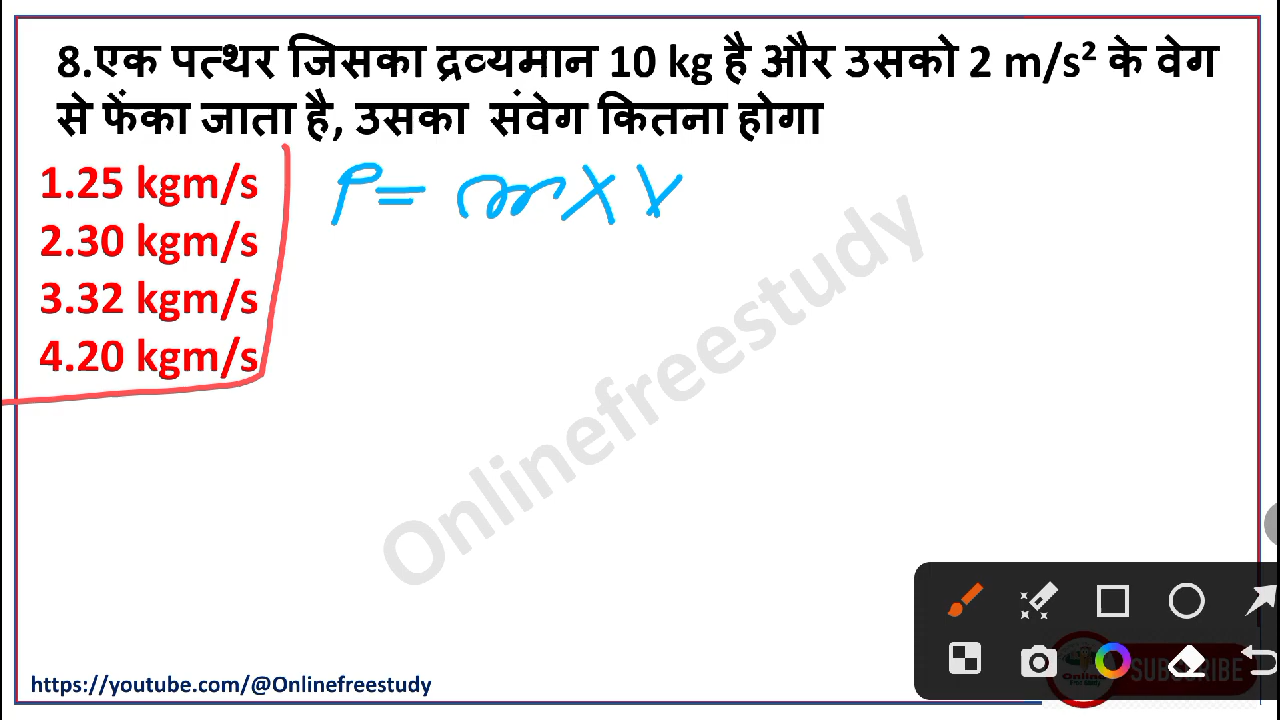 8.एक पत्थर जिसका द्रव्यमान 10 kg है और उसको 2 m/s² के वेग
से फेंका जाता है, उसका संवेग कितना होगा
1.25 kgm/s
P= m X V
2.30 kgm/s
3.32 kgm/s
4.20 kgm/s
Onlinefreestudy
https://youtube.com/@Onlinefreestudy
SUBSCRIBE